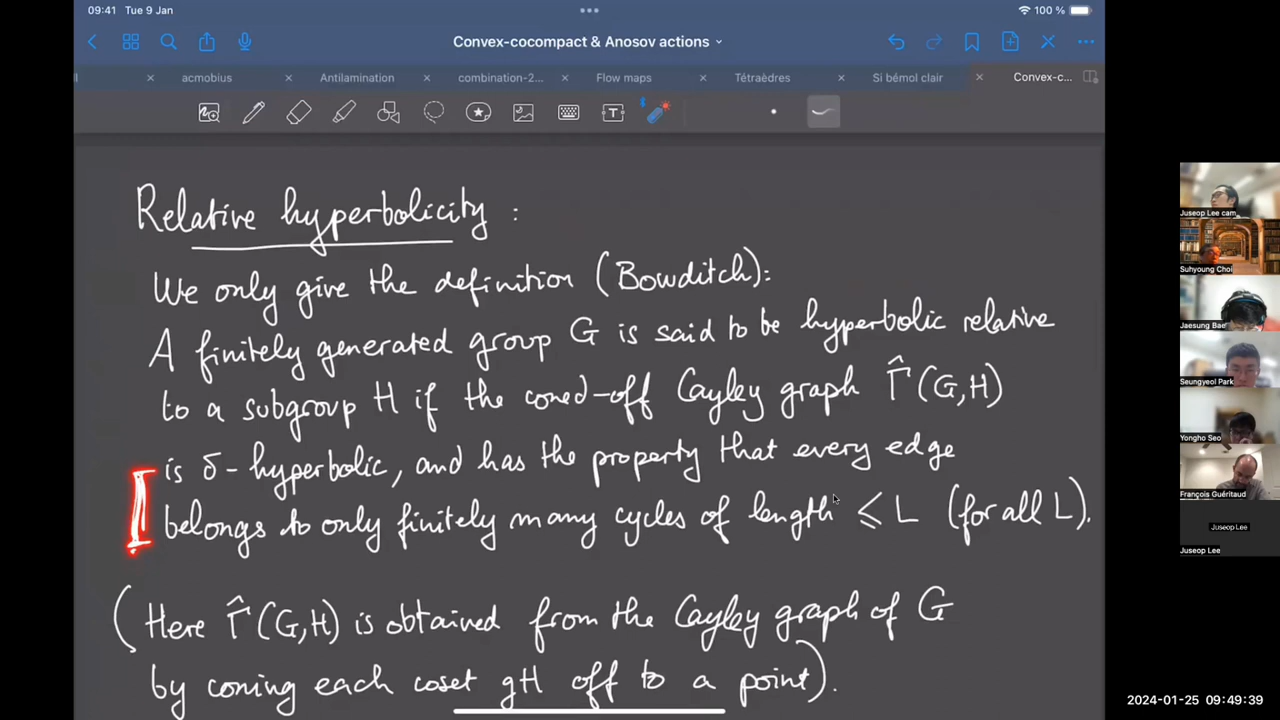 09:41 Tue 9 Jan
100 %
Convex-cocompact & Anosov actions
acmobius
Antilamination
combination-2...
Flow maps
Tétraèdres
Si bémol clair
Convex-c...
Relative hyperbolicity :
We only give the definition (Bowditch):
A finitely generated group G is said to be hyperbolic relative
to a subgroup H if the coned-off Cayley graph Γ̂(G,H)
is δ-hyperbolic, and has the property that every edge
belongs to only finitely many cycles of length ⩽ L (for all L).
(Here Γ̂(G,H) is obtained from the Cayley graph of G
by coning each coset gH off to a point).
Juseop Lee cam
Suhyoung Choi
Jaesung Bae
Seungyeol Park
Yongho Seo
François Guéritaud
Juseop Lee
Juseop Lee
2024-01-25 09:49:39